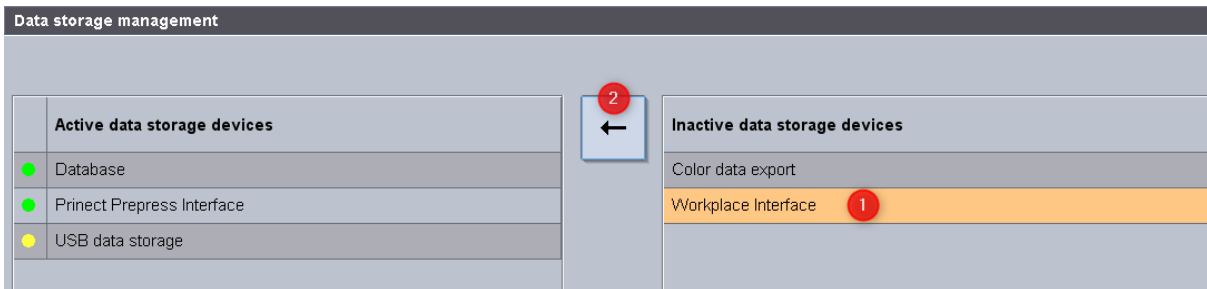 Data storage management
2
Active data storage devices
←
Inactive data storage devices
Database
Color data export
Prinect Prepress Interface
Workplace Interface 1
USB data storage